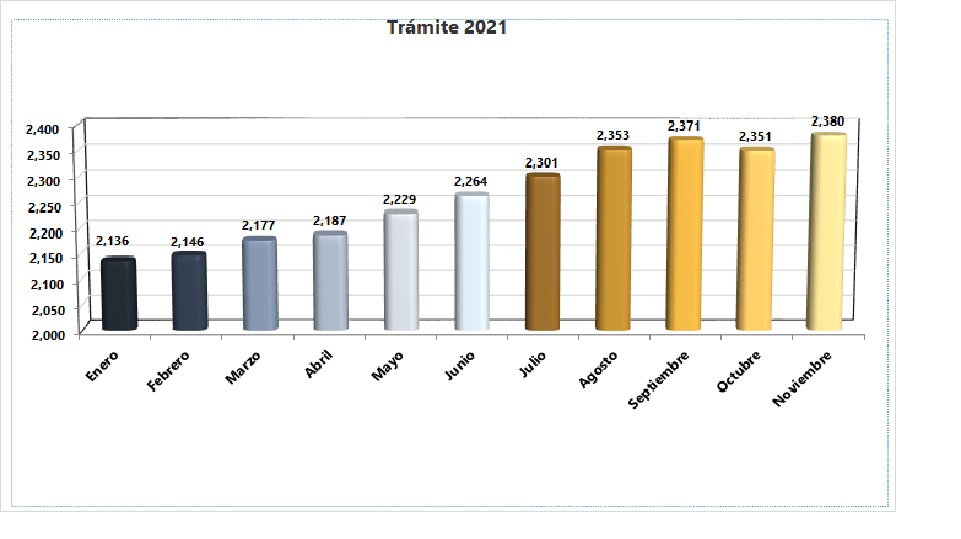 Trámite 2021
2,400
2,350
2,300
2,250
2,200
2,150
2,100
2,050
2,000
2,136
2,146
2,177
2,187
2,229
2,264
2,301
2,353
2,371
2,351
2,380
Enero
Febrero
Marzo
Abril
Mayo
Junio
Julio
Agosto
Septiembre
Octubre
Noviembre